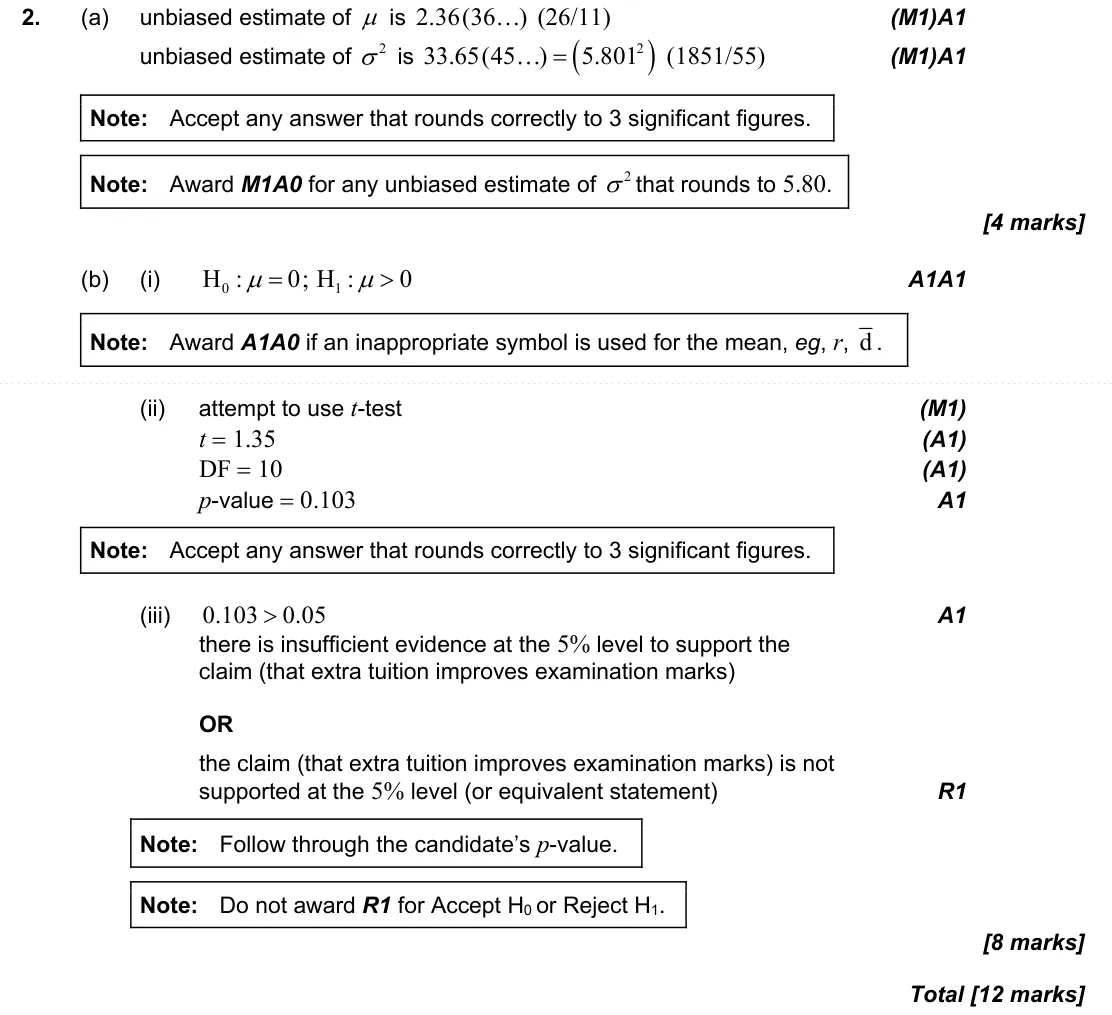 2. (a) unbiased estimate of μ is 2.36(36…) (26/11) (M1)A1
unbiased estimate of σ² is 33.65(45…) = (5.801²) (1851/55) (M1)A1
Note: Accept any answer that rounds correctly to 3 significant figures.
Note: Award M1A0 for any unbiased estimate of σ² that rounds to 5.80.
[4 marks]
(b) (i) H₀ : μ = 0; H₁ : μ > 0 A1A1
Note: Award A1A0 if an inappropriate symbol is used for the mean, eg, r, d̄.
(ii) attempt to use t-test (M1)
t = 1.35 (A1)
DF = 10 (A1)
p-value = 0.103 A1
Note: Accept any answer that rounds correctly to 3 significant figures.
(iii) 0.103 > 0.05 A1
there is insufficient evidence at the 5% level to support the
claim (that extra tuition improves examination marks)
OR
the claim (that extra tuition improves examination marks) is not
supported at the 5% level (or equivalent statement) R1
Note: Follow through the candidate’s p-value.
Note: Do not award R1 for Accept H₀ or Reject H₁.
[8 marks]
Total [12 marks]